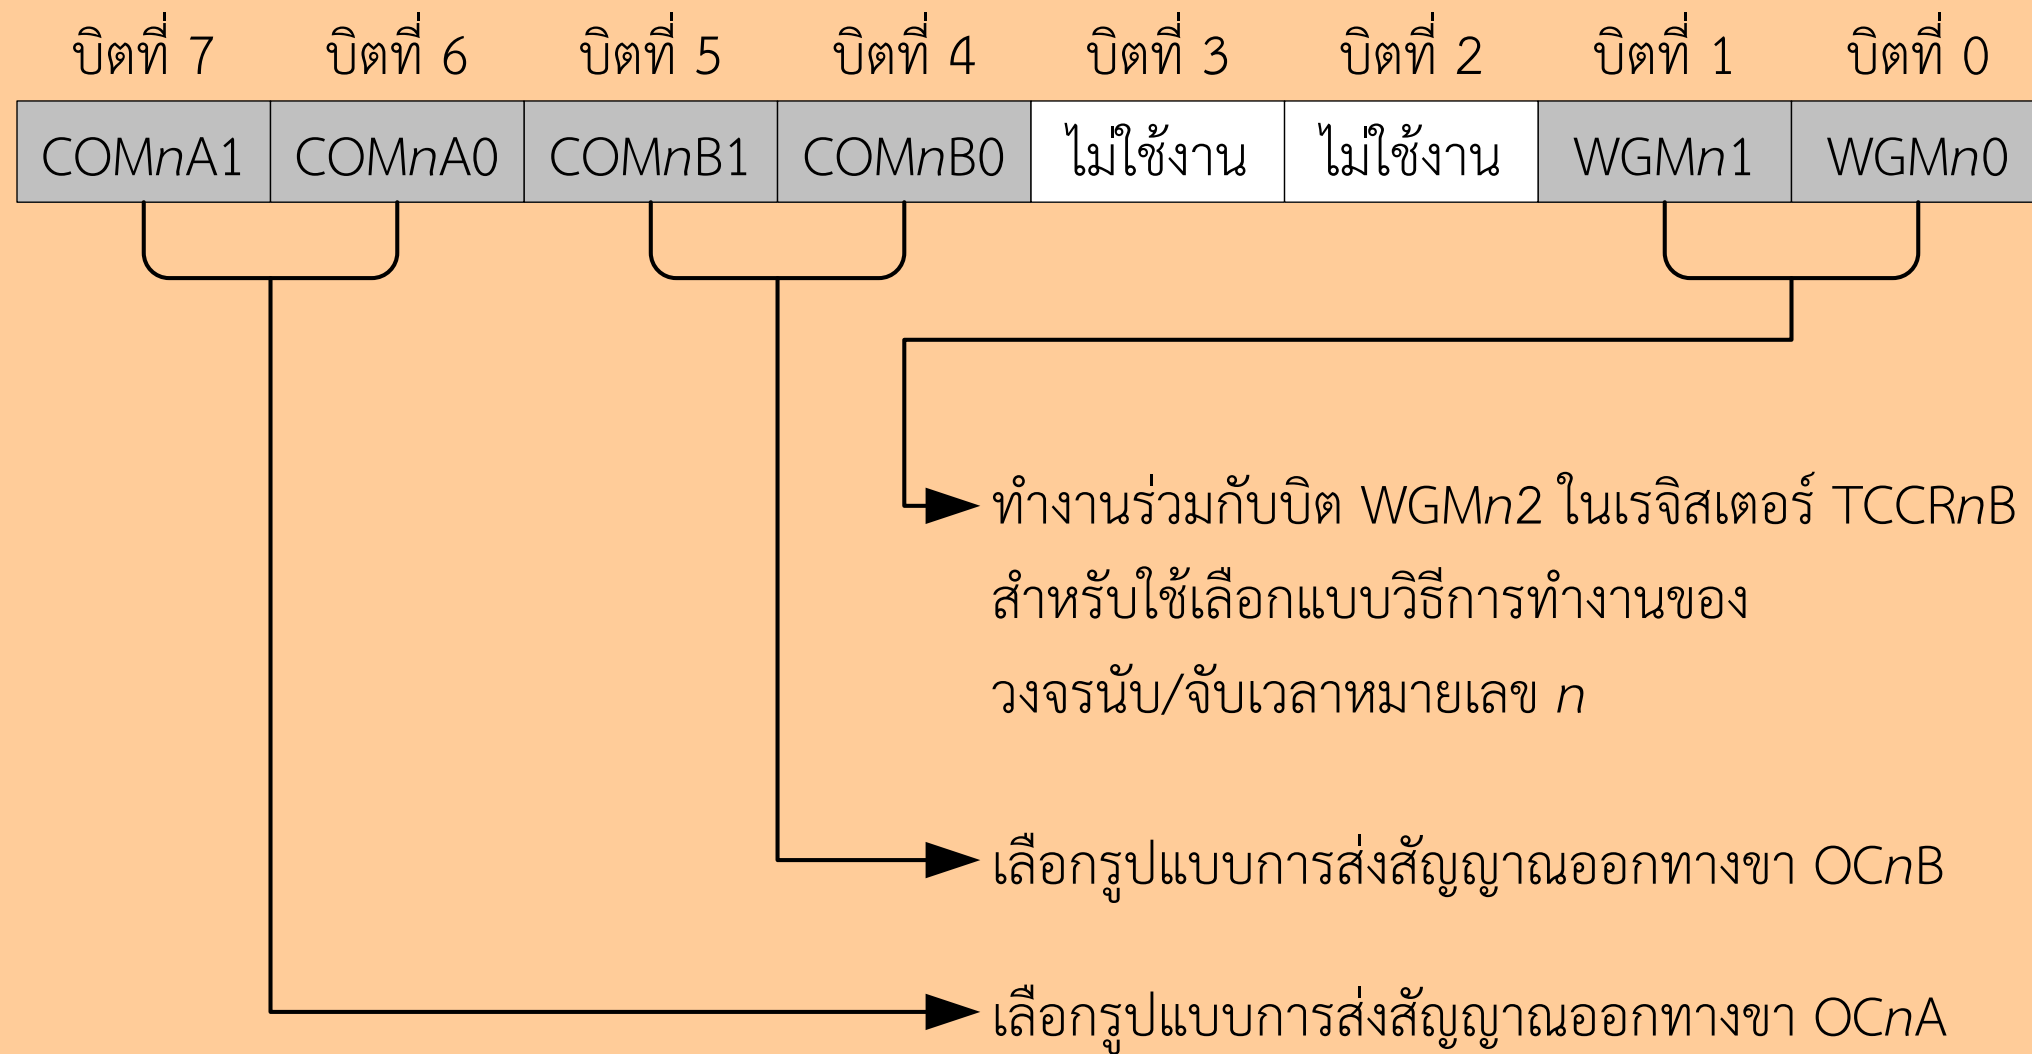 บิตที่ 7 บิตที่ 6 บิตที่ 5 บิตที่ 4 บิตที่ 3 บิตที่ 2 บิตที่ 1 บิตที่ 0
COMnA1 COMnA0 COMnB1 COMnB0 ไม่ใช้งาน ไม่ใช้งาน WGMn1 WGMn0
ทำงานร่วมกับบิต WGMn2 ในเรจิสเตอร์ TCCRnB
สำหรับใช้เลือกแบบวิธีการทำงานของ
วงจรนับ/จับเวลาหมายเลข n
เลือกรูปแบบการส่งสัญญาณออกทางขา OCnB
เลือกรูปแบบการส่งสัญญาณออกทางขา OCnA